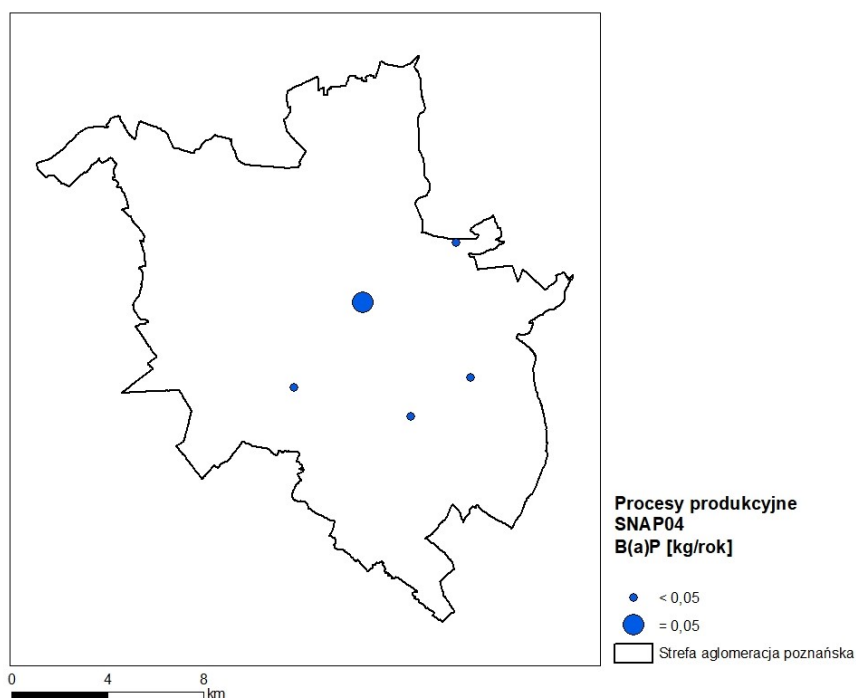 Procesy produkcyjne
SNAP04
B(a)P [kg/rok]
< 0,05
= 0,05
Strefa aglomeracja poznańska
0 4 8
km